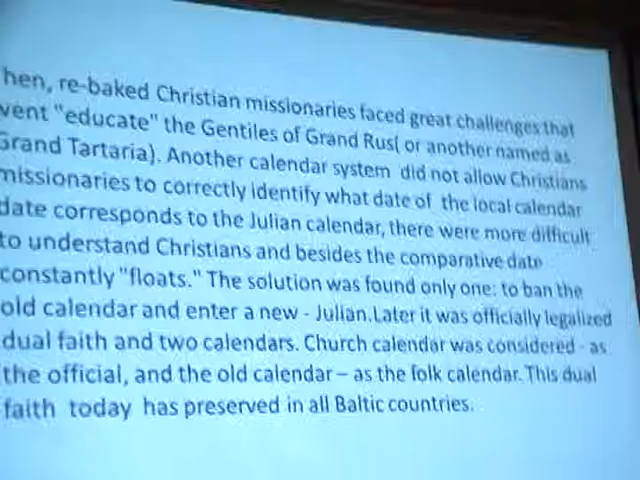 hen, re-baked Christian missionaries faced great challenges that
vent "educate" the Gentiles of Grand Rus( or another named as
Grand Tartaria). Another calendar system did not allow Christians
missionaries to correctly identify what date of the local calendar
date corresponds to the Julian calendar, there were more difficult
to understand Christians and besides the comparative date
constantly "floats." The solution was found only one: to ban the
old calendar and enter a new - Julian.Later it was officially legalized
dual faith and two calendars. Church calendar was considered - as
the official, and the old calendar – as the folk calendar. This dual
faith today has preserved in all Baltic countries.